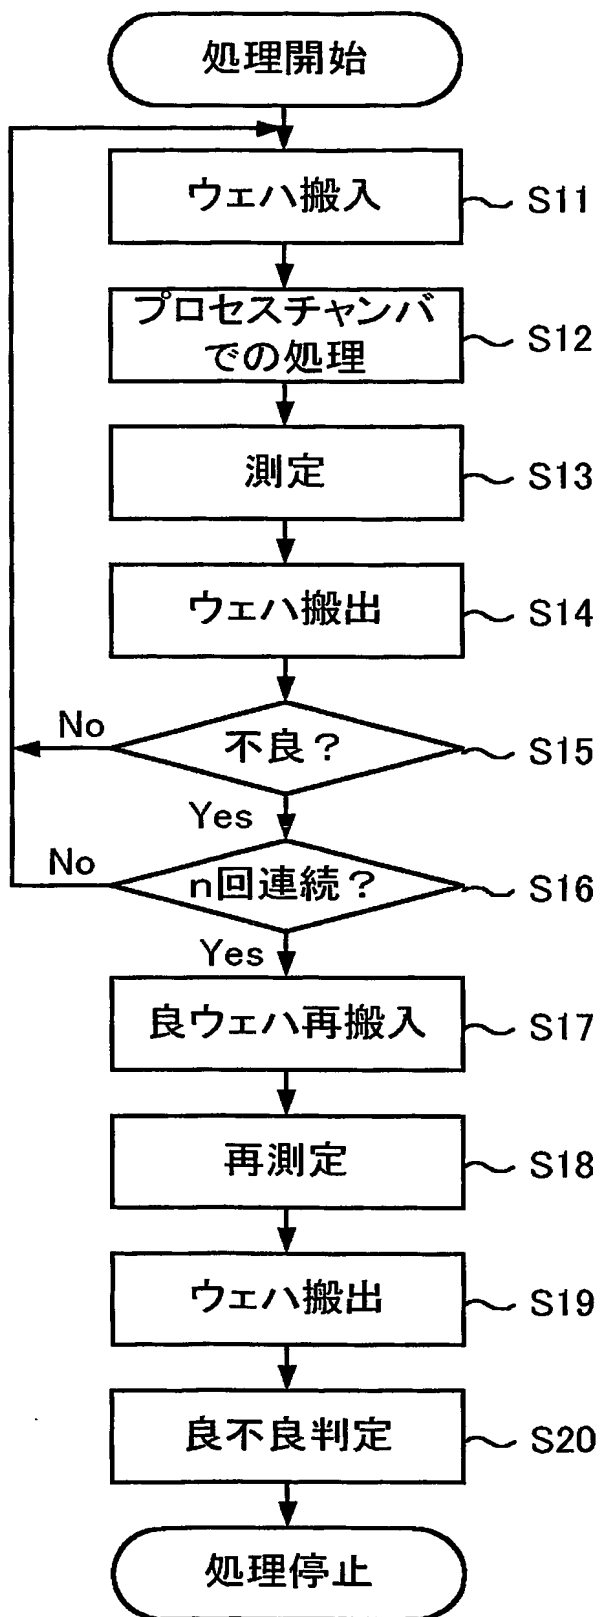 処理開始
ウェハ搬入
S11
プロセスチャンバ
での処理
S12
測定
S13
ウェハ搬出
S14
No
不良？
S15
Yes
No
n回連続？
S16
Yes
良ウェハ再搬入
S17
再測定
S18
ウェハ搬出
S19
良不良判定
S20
処理停止